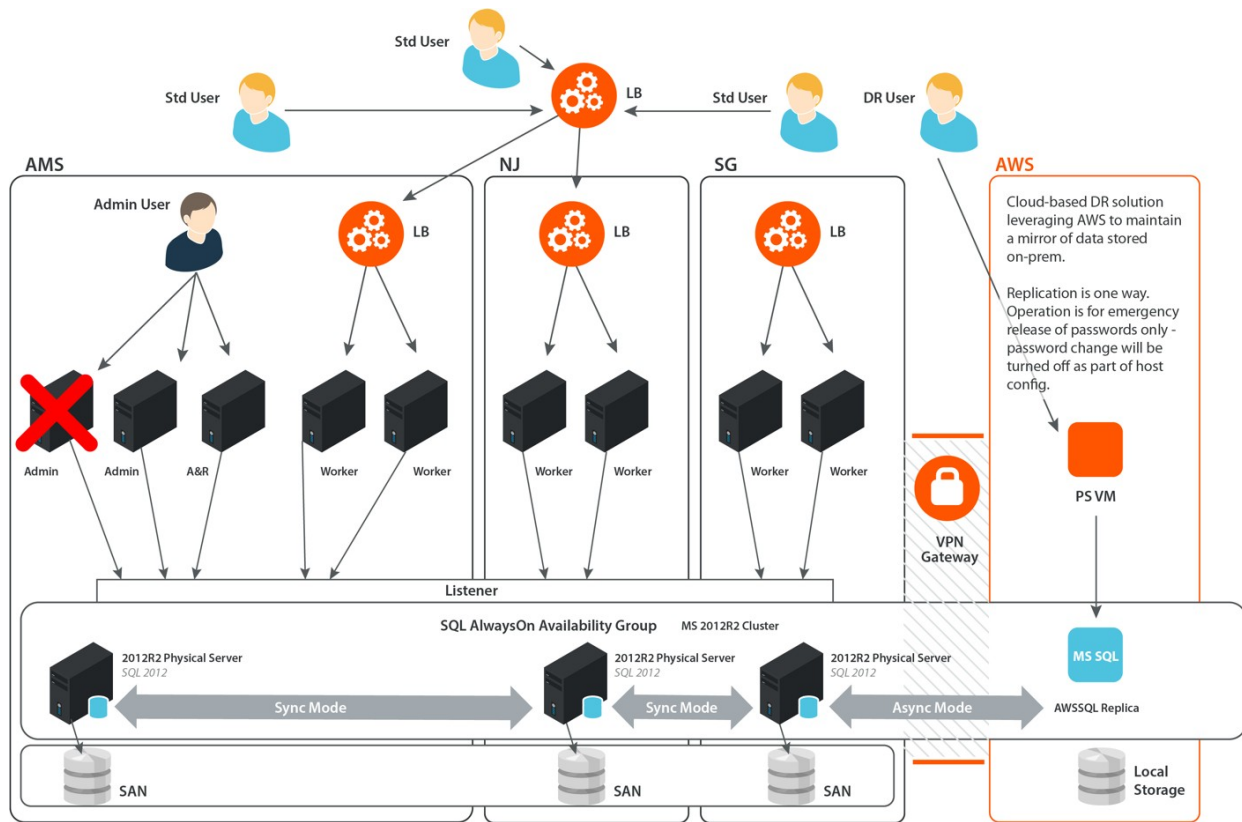 Std User
LB
Std User
Std User
DR User
AMS
NJ
SG
AWS
Admin User
LB
LB
LB
Cloud-based DR solution
leveraging AWS to maintain
a mirror of data stored
on-prem.
Replication is one way.
Operation is for emergency
release of passwords only -
password change will be
turned off as part of host
config.
Admin
Admin
A&R
Worker
Worker
Worker
Worker
Worker
Worker
PS VM
VPN
Gateway
Listener
SQL AlwaysOn Availability Group
MS 2012R2 Cluster
2012R2 Physical Server
SQL 2012
2012R2 Physical Server
SQL 2012
2012R2 Physical Server
SQL 2012
MS SQL
Sync Mode
Sync Mode
Async Mode
AWSSQL Replica
SAN
SAN
SAN
Local
Storage